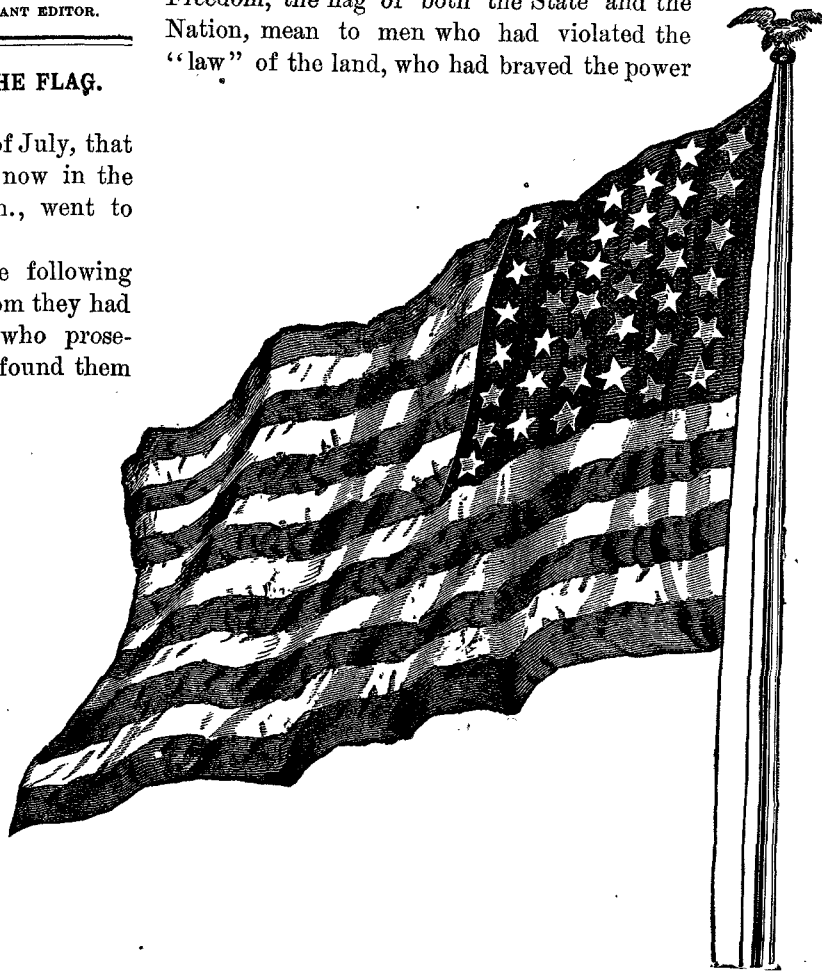 ANT EDITOR.
HE FLAG.
of July, that
now in the
., went to
e following
om they had
who prose-
found them
Freedom, the flag of both the State and the
Nation, mean to men who had violated the
“law” of the land, who had braved the power